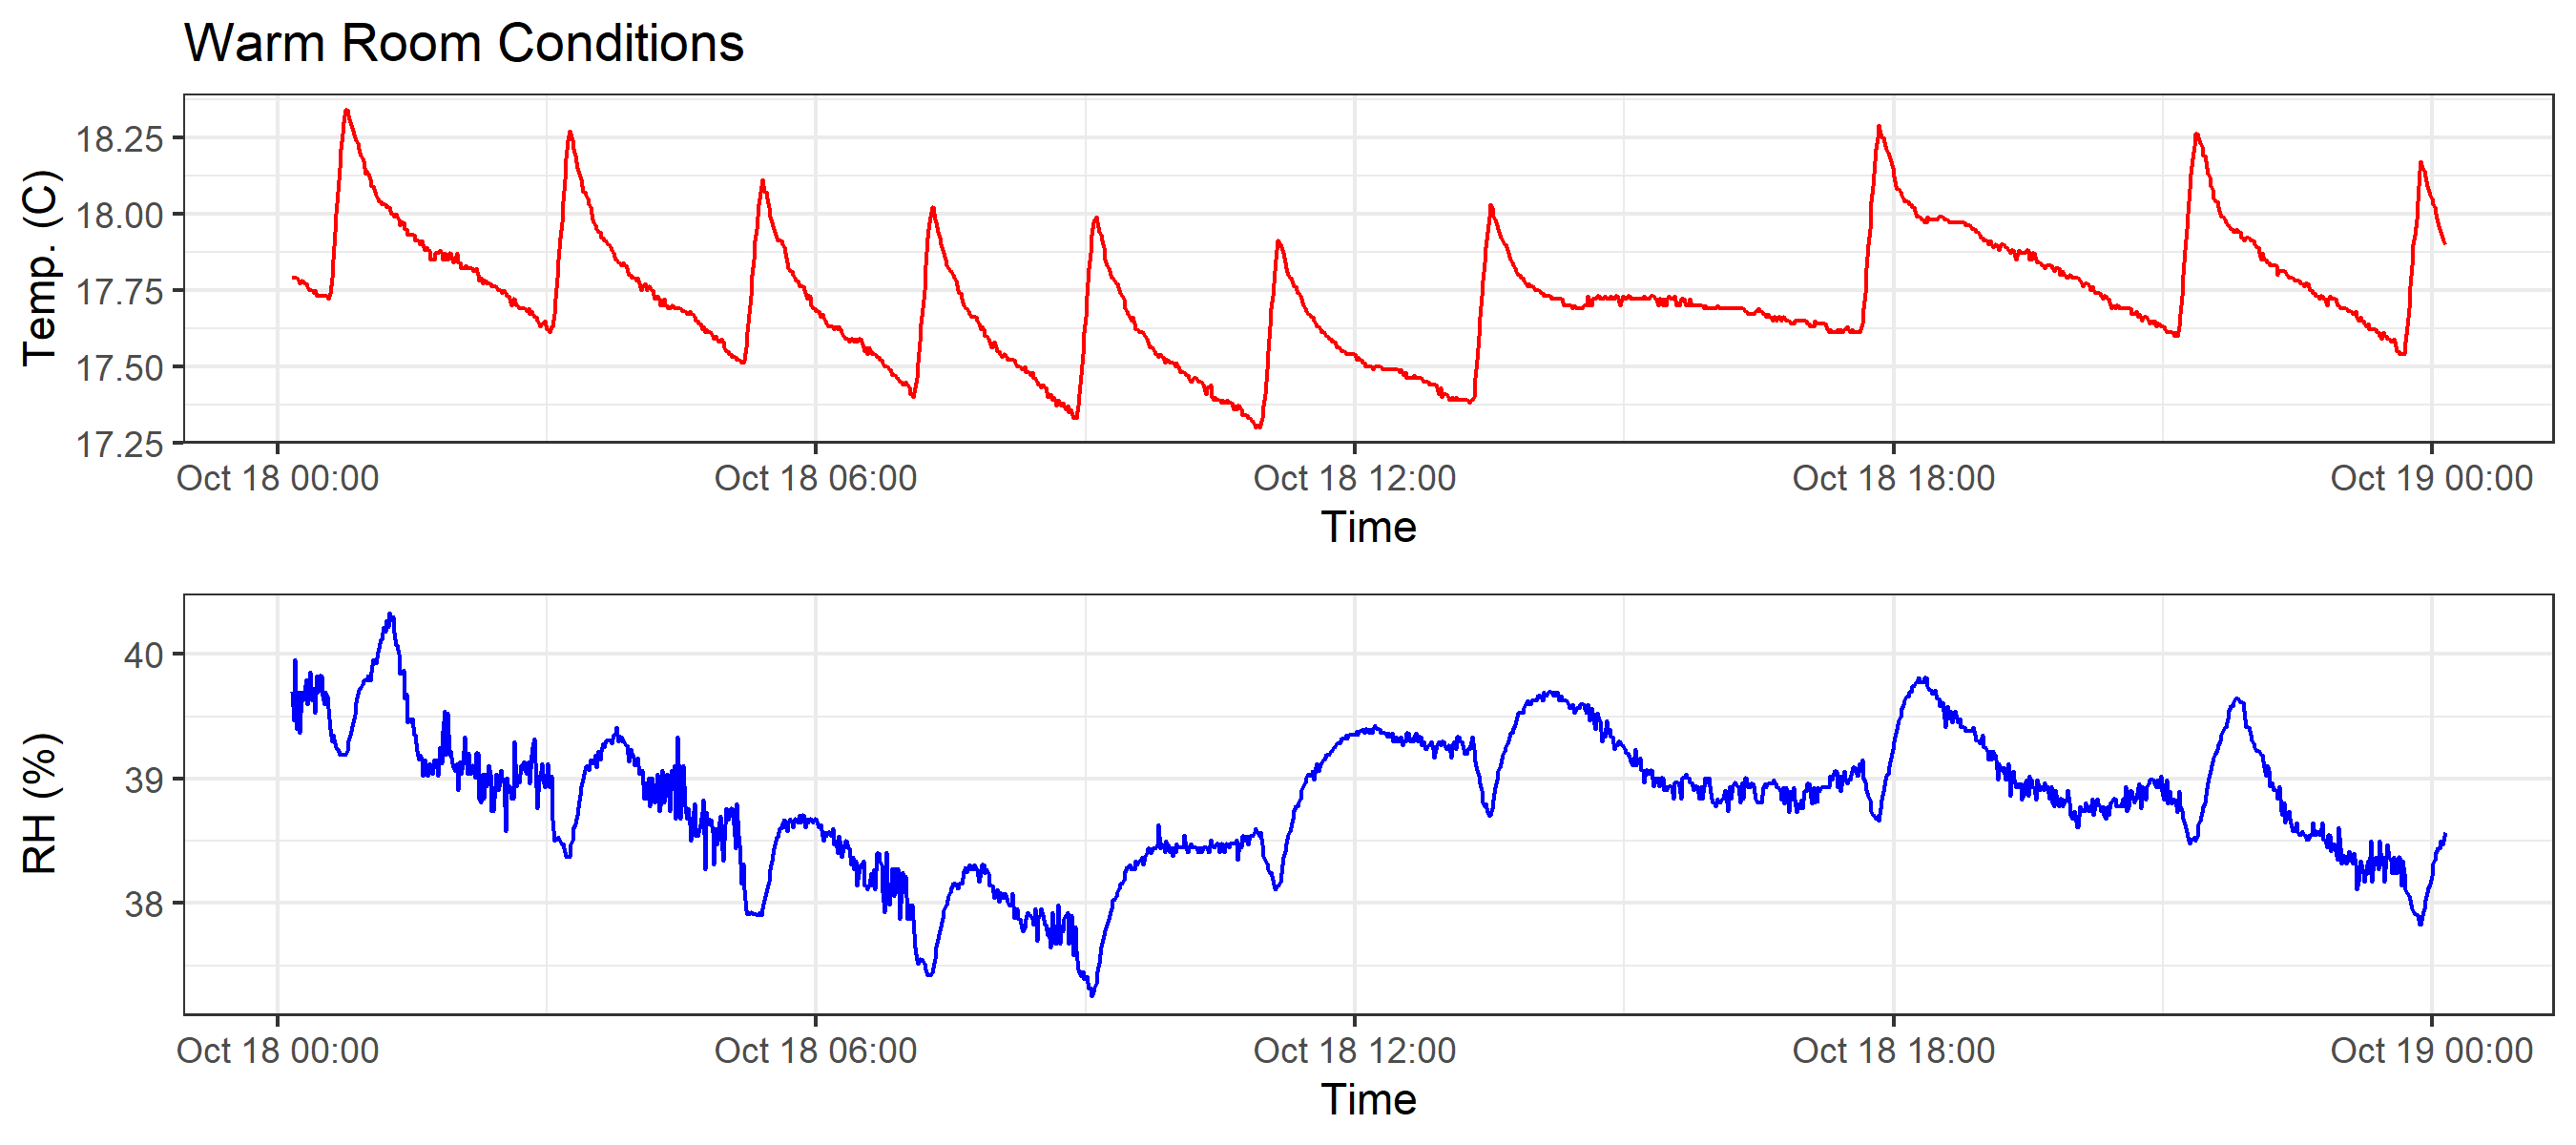 Warm Room Conditions
Temp. (C)
18.25
18.00
17.75
17.50
17.25
Oct 18 00:00 Oct 18 06:00 Oct 18 12:00 Oct 18 18:00 Oct 19 00:00
Time
RH (%)
40
39
38
Oct 18 00:00 Oct 18 06:00 Oct 18 12:00 Oct 18 18:00 Oct 19 00:00
Time